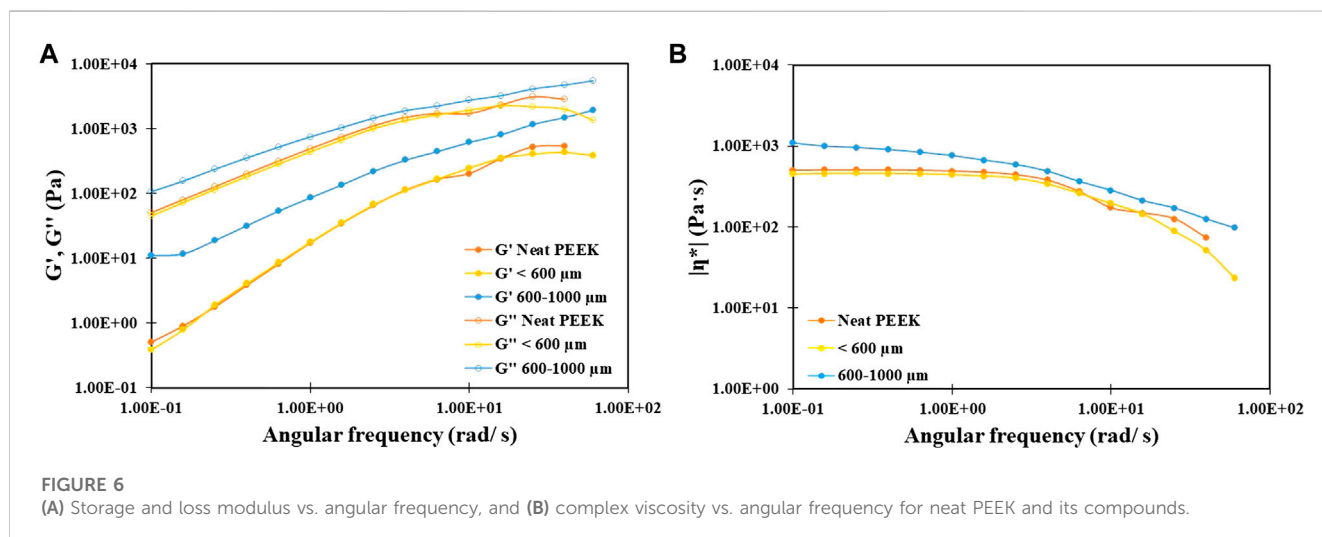 A
1.00E+04
1.00E+03
1.00E+02
1.00E+01
1.00E+00
1.00E-01
G', G'' (Pa)
G' Neat PEEK
G' < 600 µm
G' 600-1000 µm
G'' Neat PEEK
G'' < 600 µm
G'' 600-1000 µm
1.00E-01 1.00E+00 1.00E+01 1.00E+02
Angular frequency (rad/ s)
B
1.00E+04
1.00E+03
1.00E+02
1.00E+01
1.00E+00
|η*| (Pa·s)
Neat PEEK
< 600 µm
600-1000 µm
1.00E-01 1.00E+00 1.00E+01 1.00E+02
Angular frequency (rad/ s)
FIGURE 6
(A) Storage and loss modulus vs. angular frequency, and (B) complex viscosity vs. angular frequency for neat PEEK and its compounds.